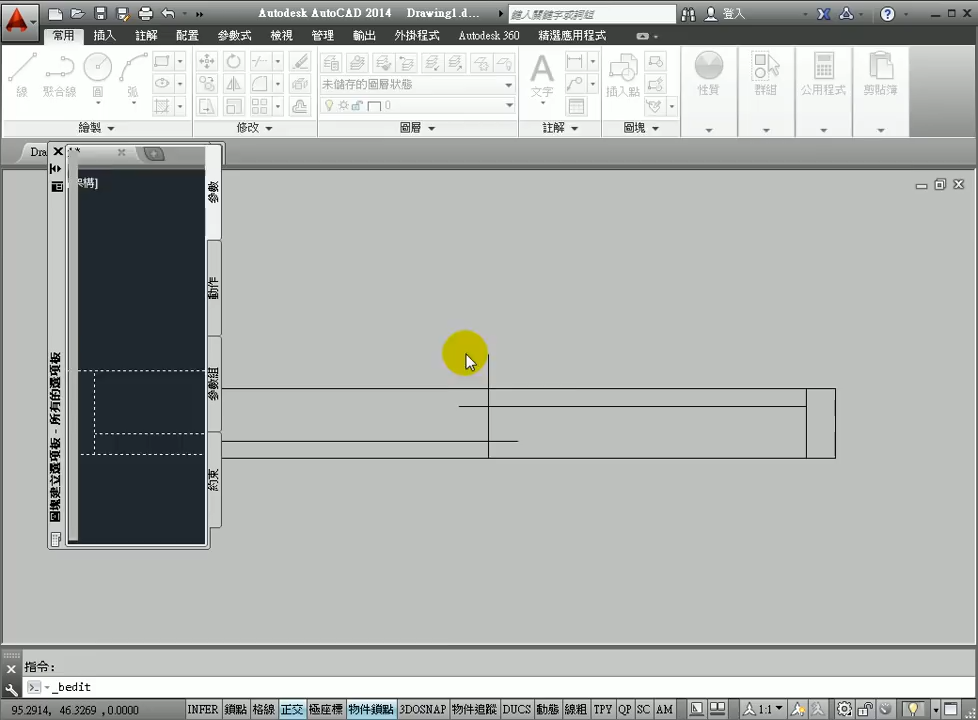 Autodesk AutoCAD 2014 Drawing1.d...
鍵入關鍵字或詞組
登入
常用 插入 註解 配置 參數式 檢視 管理 輸出 外掛程式 Autodesk 360 精選應用程式
線 聚合線 圓 弧
未儲存的圖層狀態
0
文字
插入點
性質 群組 公用程式 剪貼簿
繪製 修改 圖層 註解 圖塊
Dra
架構]
參數
動作
參數組
約束
圖塊建立選項板 - 所有的選項板
指令:
_bedit
95.2914, 46.3269, 0.0000
INFER 鎖點 格線 正交 極座標 物件鎖點 3DOSNAP 物件追蹤 DUCS 動態 線組 TPY QP SC AM
1:1